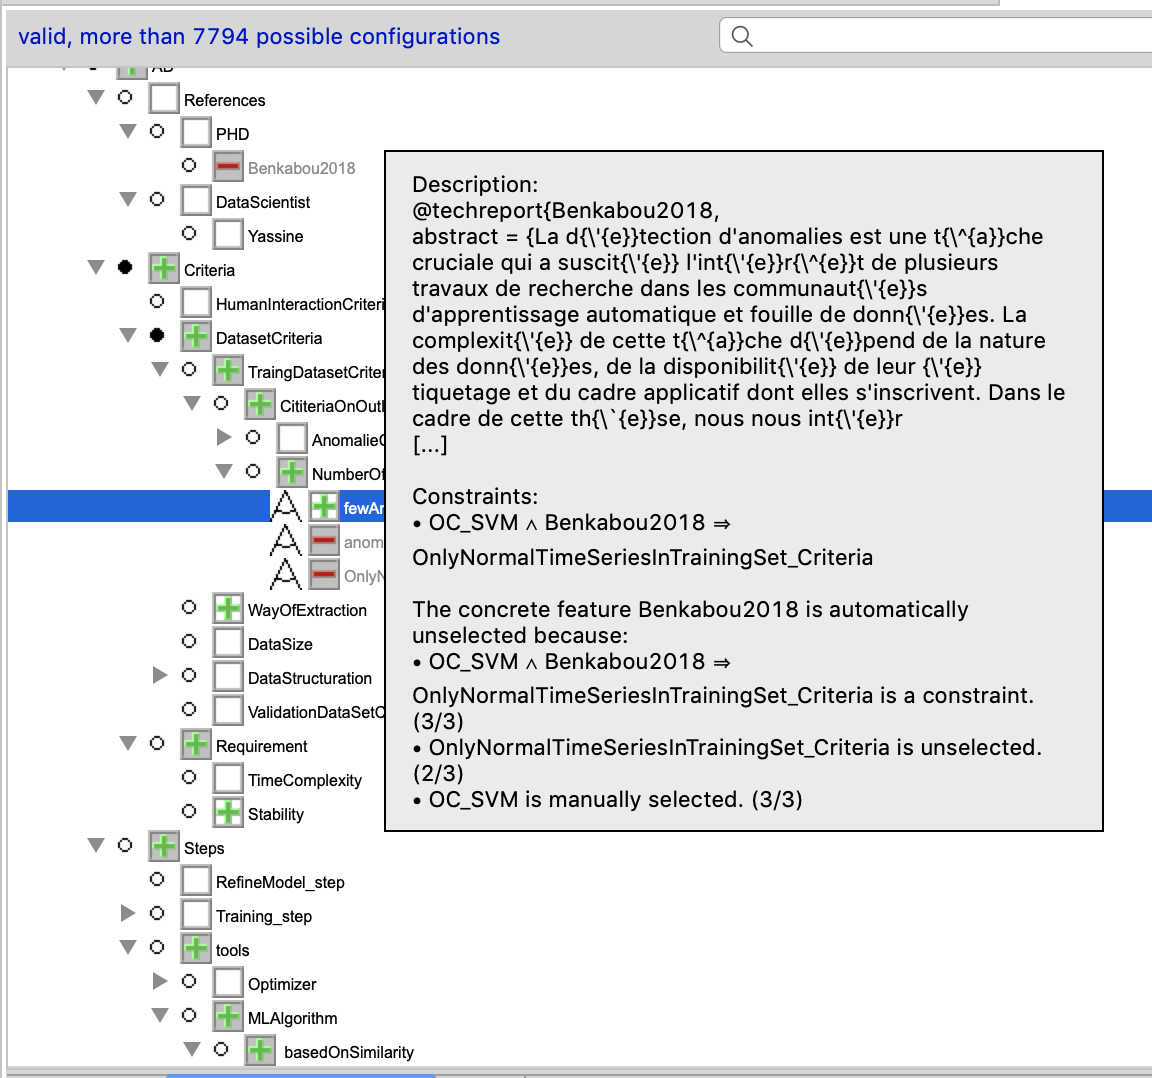 valid, more than 7794 possible configurations
References
PHD
Benkabou2018
DataScientist
Yassine
Criteria
HumanInteractionCriteri
DatasetCriteria
TraingDatasetCriter
CititeriaOnOutl
AnomalieC
NumberOf
fewAn
anom
OnlyN
WayOfExtraction
DataSize
DataStructuration
ValidationDataSetC
Requirement
TimeComplexity
Stability
Steps
RefineModel_step
Training_step
tools
Optimizer
MLAlgorithm
basedOnSimilarity
Description:
@techreport{Benkabou2018,
abstract = {La d{\'{e}}tection d'anomalies est une t{\^{a}}che
cruciale qui a suscit{\'{e}} l'int{\'{e}}r{\^{e}}t de plusieurs
travaux de recherche dans les communaut{\'{e}}s
d'apprentissage automatique et fouille de donn{\'{e}}es. La
complexit{\'{e}} de cette t{\^{a}}che d{\'{e}}pend de la nature
des donn{\'{e}}es, de la disponibilit{\'{e}} de leur {\'{e}}
tiquetage et du cadre applicatif dont elles s'inscrivent. Dans le
cadre de cette th{\`{e}}se, nous nous int{\'{e}}r
[...]
Constraints:
• OC_SVM ∧ Benkabou2018 ⇒
OnlyNormalTimeSeriesInTrainingSet_Criteria
The concrete feature Benkabou2018 is automatically
unselected because:
• OC_SVM ∧ Benkabou2018 ⇒
OnlyNormalTimeSeriesInTrainingSet_Criteria is a constraint.
(3/3)
• OnlyNormalTimeSeriesInTrainingSet_Criteria is unselected.
(2/3)
• OC_SVM is manually selected. (3/3)